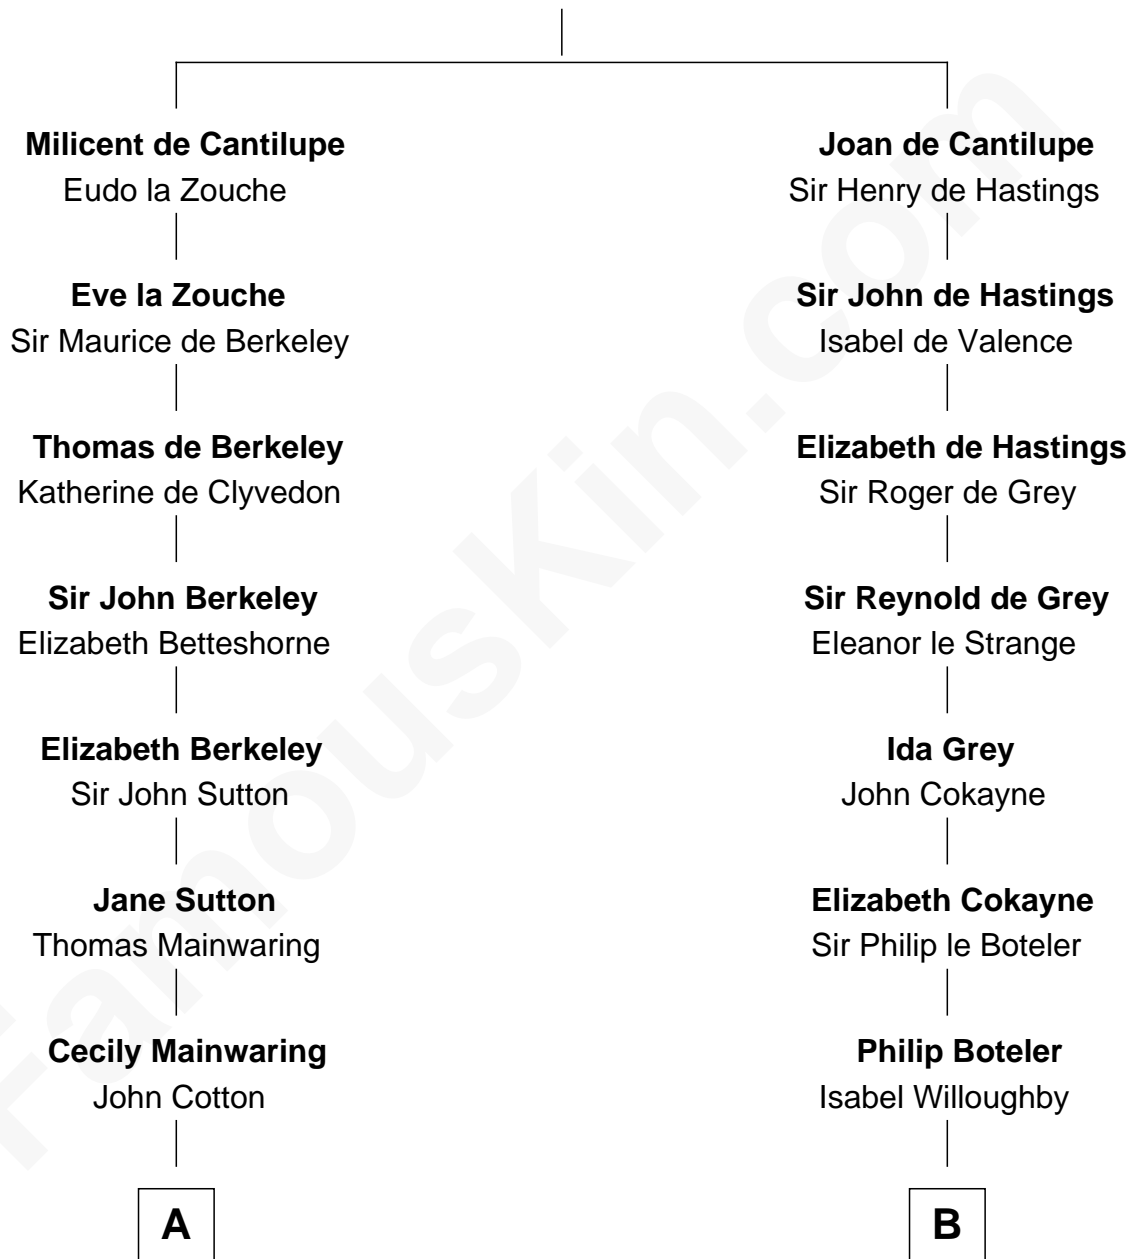 Milicent de Cantilupe
Eudo la Zouche
Eve la Zouche
Sir Maurice de Berkeley
Thomas de Berkeley
Katherine de Clyvedon
Sir John Berkeley
Elizabeth Betteshorne
Elizabeth Berkeley
Sir John Sutton
Jane Sutton
Thomas Mainwaring
Cecily Mainwaring
John Cotton
A
Joan de Cantilupe
Sir Henry de Hastings
Sir John de Hastings
Isabel de Valence
Elizabeth de Hastings
Sir Roger de Grey
Sir Reynold de Grey
Eleanor le Strange
Ida Grey
John Cokayne
Elizabeth Cokayne
Sir Philip le Boteler
Philip Boteler
Isabel Willoughby
B
FamousKin.com